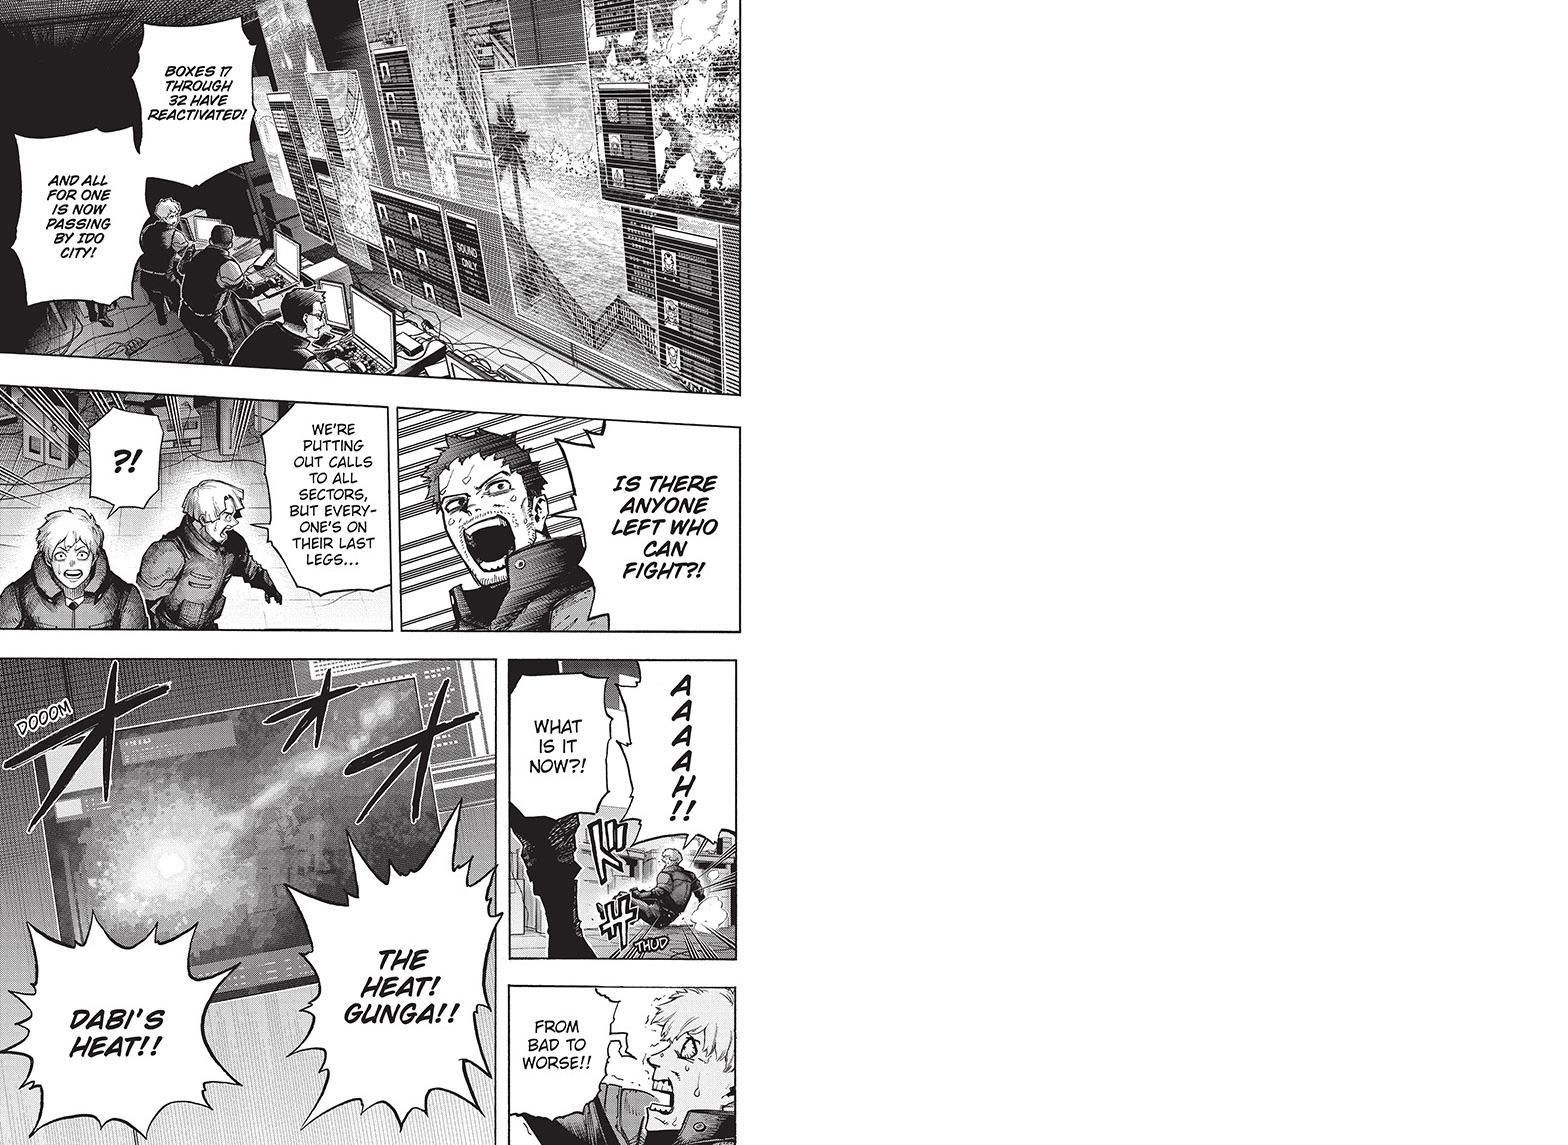 BOXES 17
THROUGH
32 HAVE
REACTIVATED!
AND ALL
FOR ONE
IS NOW
PASSING
BY IDO
CITY!
SOUND
ONLY
IS THERE
ANYONE
LEFT WHO
CAN
FIGHT?!
WE'RE
PUTTING
OUT CALLS
TO ALL
SECTORS,
BUT EVERY-
ONE'S ON
THEIR LAST
LEGS...
?!
AAAAH!!
WHAT
IS IT
NOW?!
ドサ
THUD
FROM
BAD TO
WORSE!!
DOOOM
THE
HEAT!
GUNGA!!
DABI'S
HEAT!!